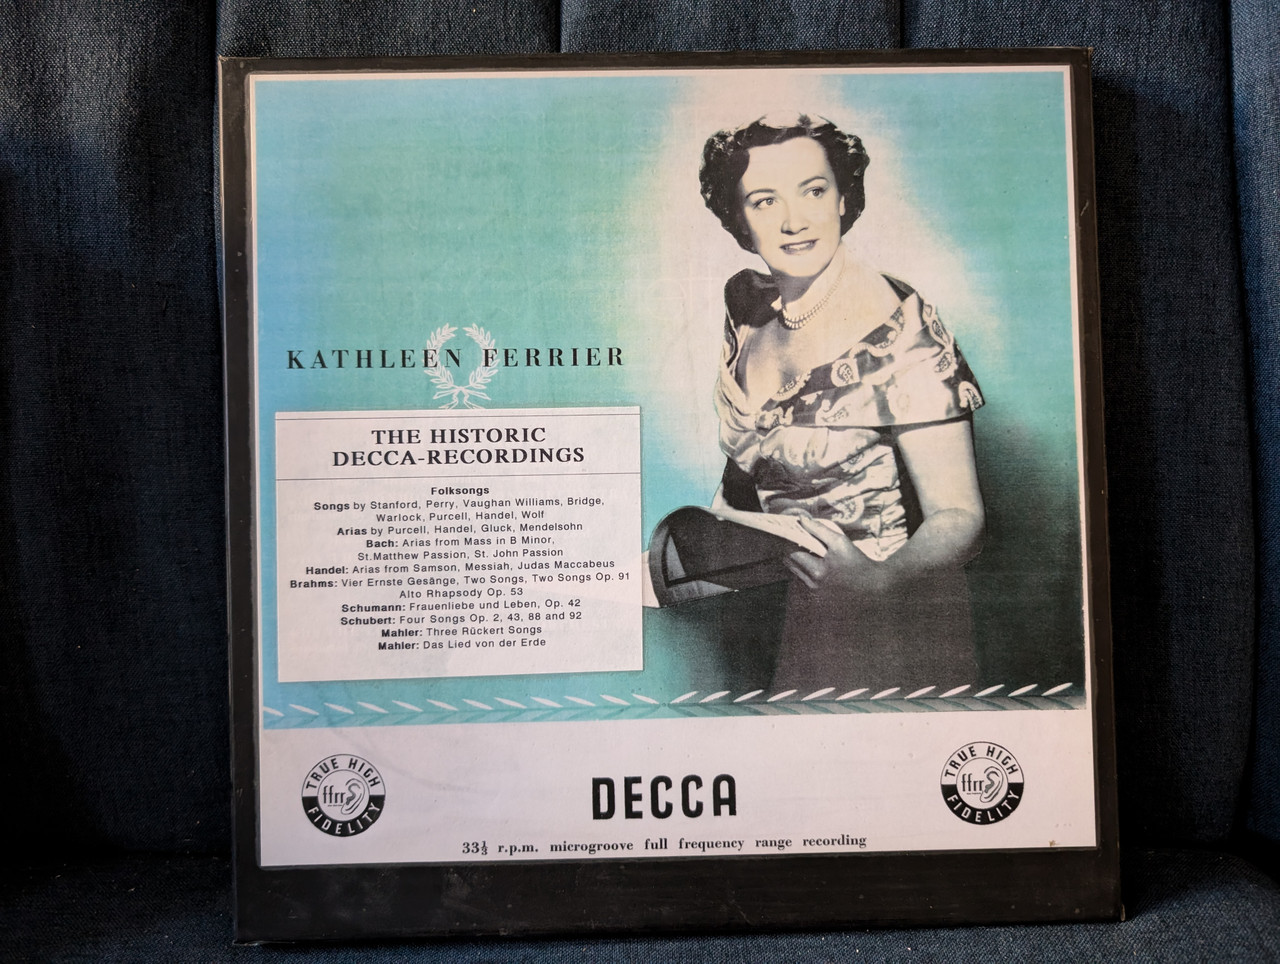 KATHLEEN FERRIER
THE HISTORIC
DECCA-RECORDINGS
Folksongs
Songs by Stanford, Perry, Vaughan Williams, Bridge,
Warlock, Purcell, Handel, Wolf
Arias by Purcell, Handel, Gluck, Mendelsohn
Bach: Arias from Mass in B Minor,
St.Matthew Passion, St. John Passion
Handel: Arias from Samson, Messiah, Judas Maccabeus
Brahms: Vier Ernste Gesänge, Two Songs, Two Songs Op. 91
Alto Rhapsody Op. 53
Schumann: Frauenliebe und Leben, Op. 42
Schubert: Four Songs Op. 2, 43, 88 and 92
Mahler: Three Rückert Songs
Mahler: Das Lied von der Erde
TRUE HIGH FIDELITY
ffrr
DECCA
TRUE HIGH FIDELITY
ffrr
33⅓ r.p.m. microgroove full frequency range recording